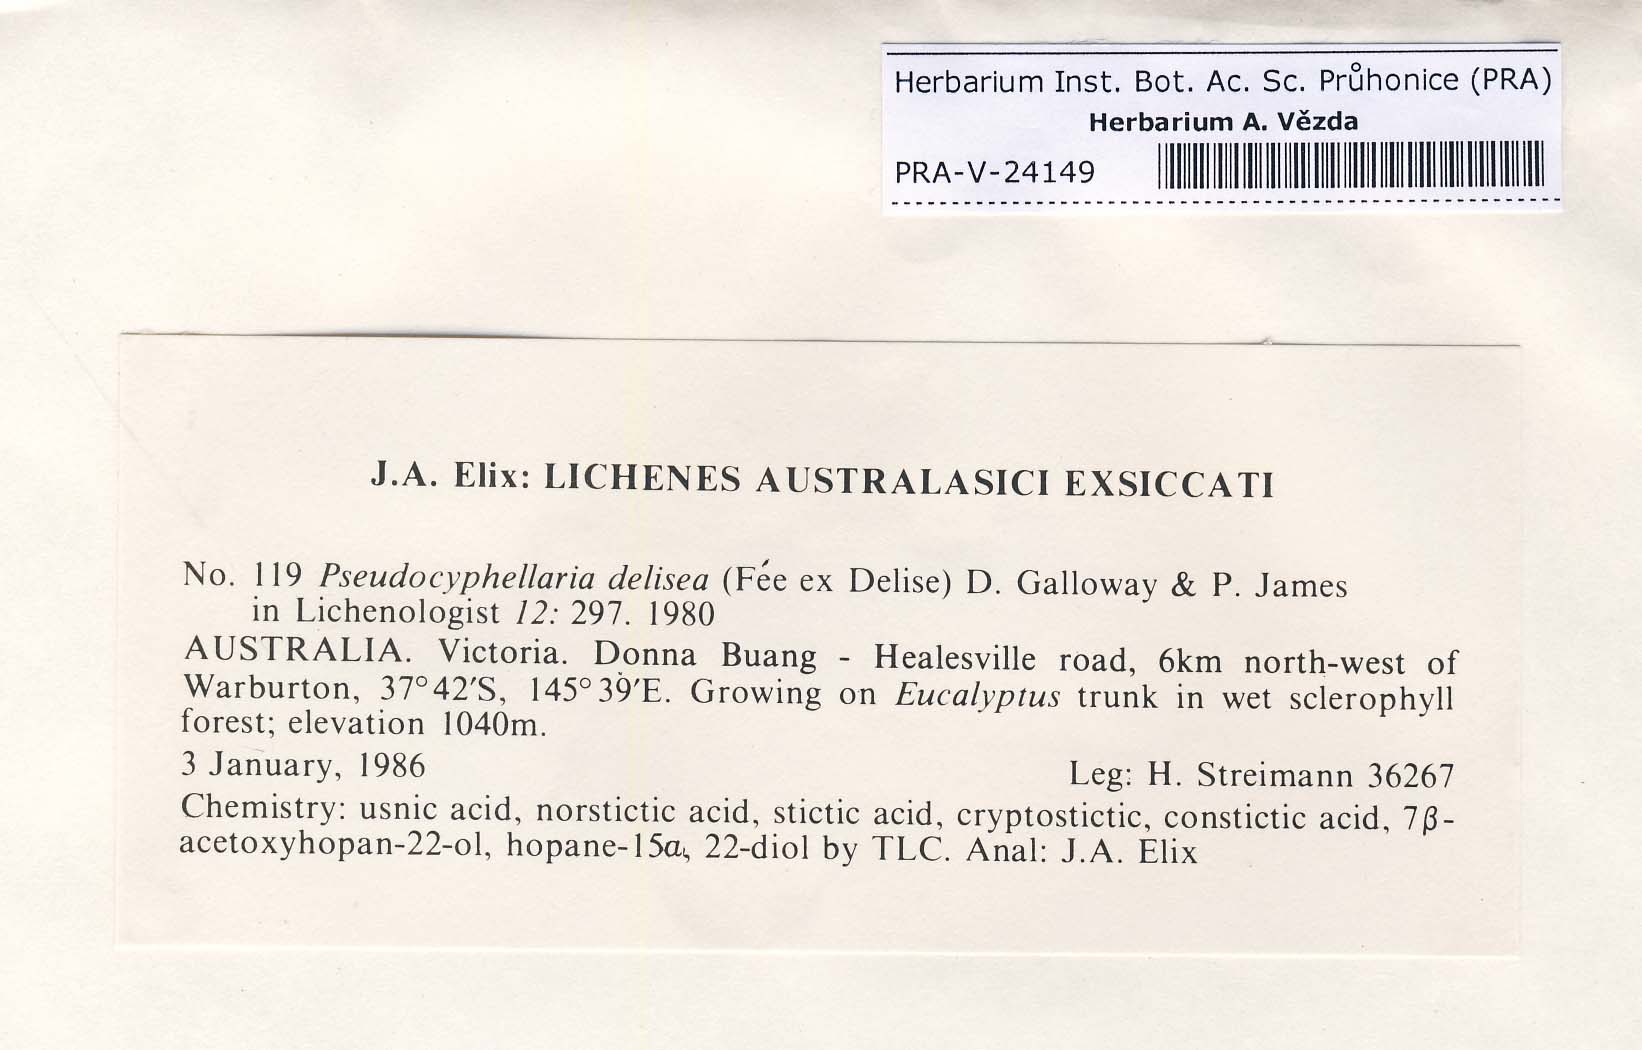 Herbarium Inst. Bot. Ac. Sc. Průhonice (PRA)
Herbarium A. Vězda
PRA-V-24149
J.A. Elix: LICHENES AUSTRALASICI EXSICCATI
No. 119 Pseudocyphellaria delisea (Fée ex Delise) D. Galloway & P. James
in Lichenologist 12: 297. 1980
AUSTRALIA. Victoria. Donna Buang - Healesville road, 6km north-west of
Warburton, 37°42′S, 145°39′E. Growing on Eucalyptus trunk in wet sclerophyll
forest; elevation 1040m.
3 January, 1986 Leg: H. Streimann 36267
Chemistry: usnic acid, norstictic acid, stictic acid, cryptostictic, constictic acid, 7β-
acetoxyhopan-22-ol, hopane-15α, 22-diol by TLC. Anal: J.A. Elix